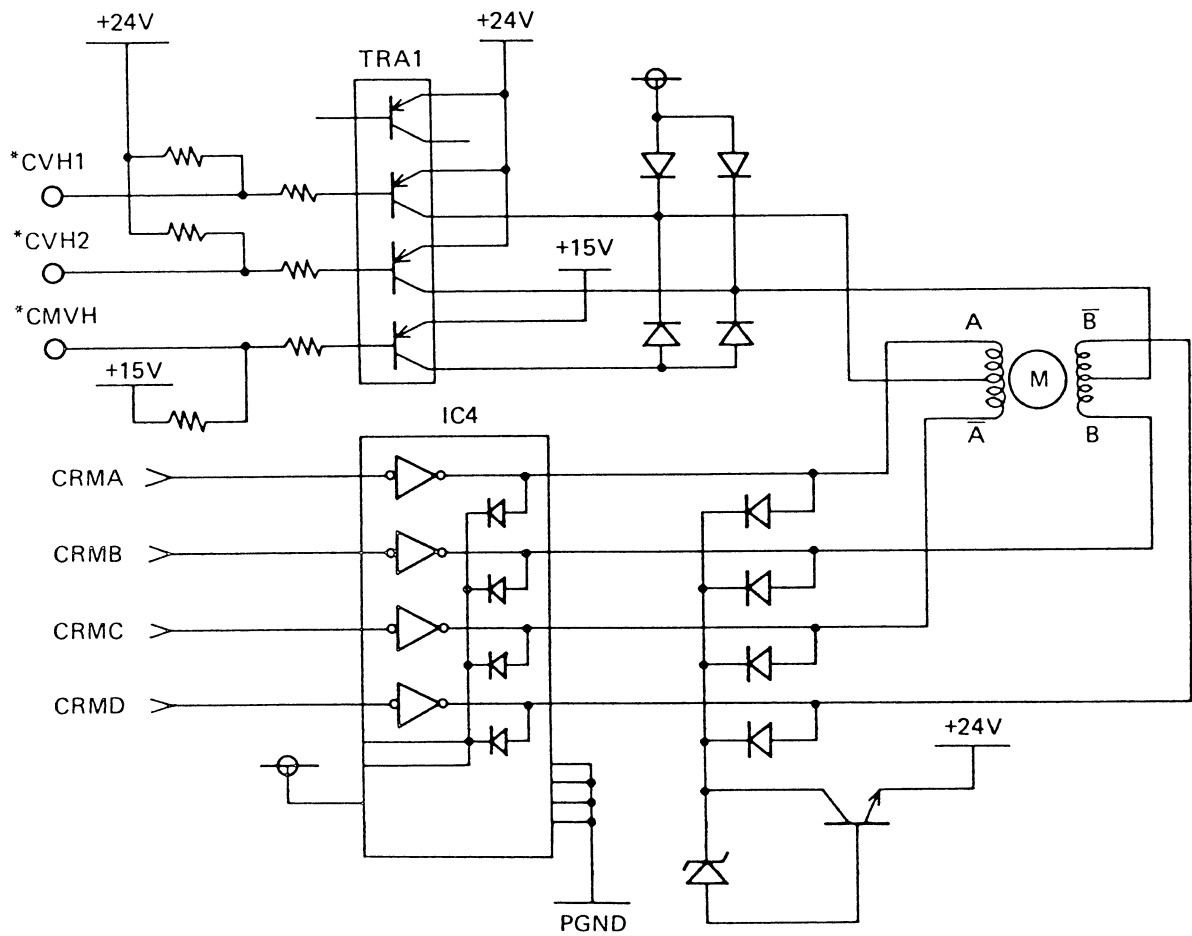 +24V
+24V
TRA1
*CVH1
*CVH2
+15V
*CMVH
A
B̅
+15V
M
IC4
A̅
B
CRMA
CRMB
CRMC
CRMD
+24V
PGND